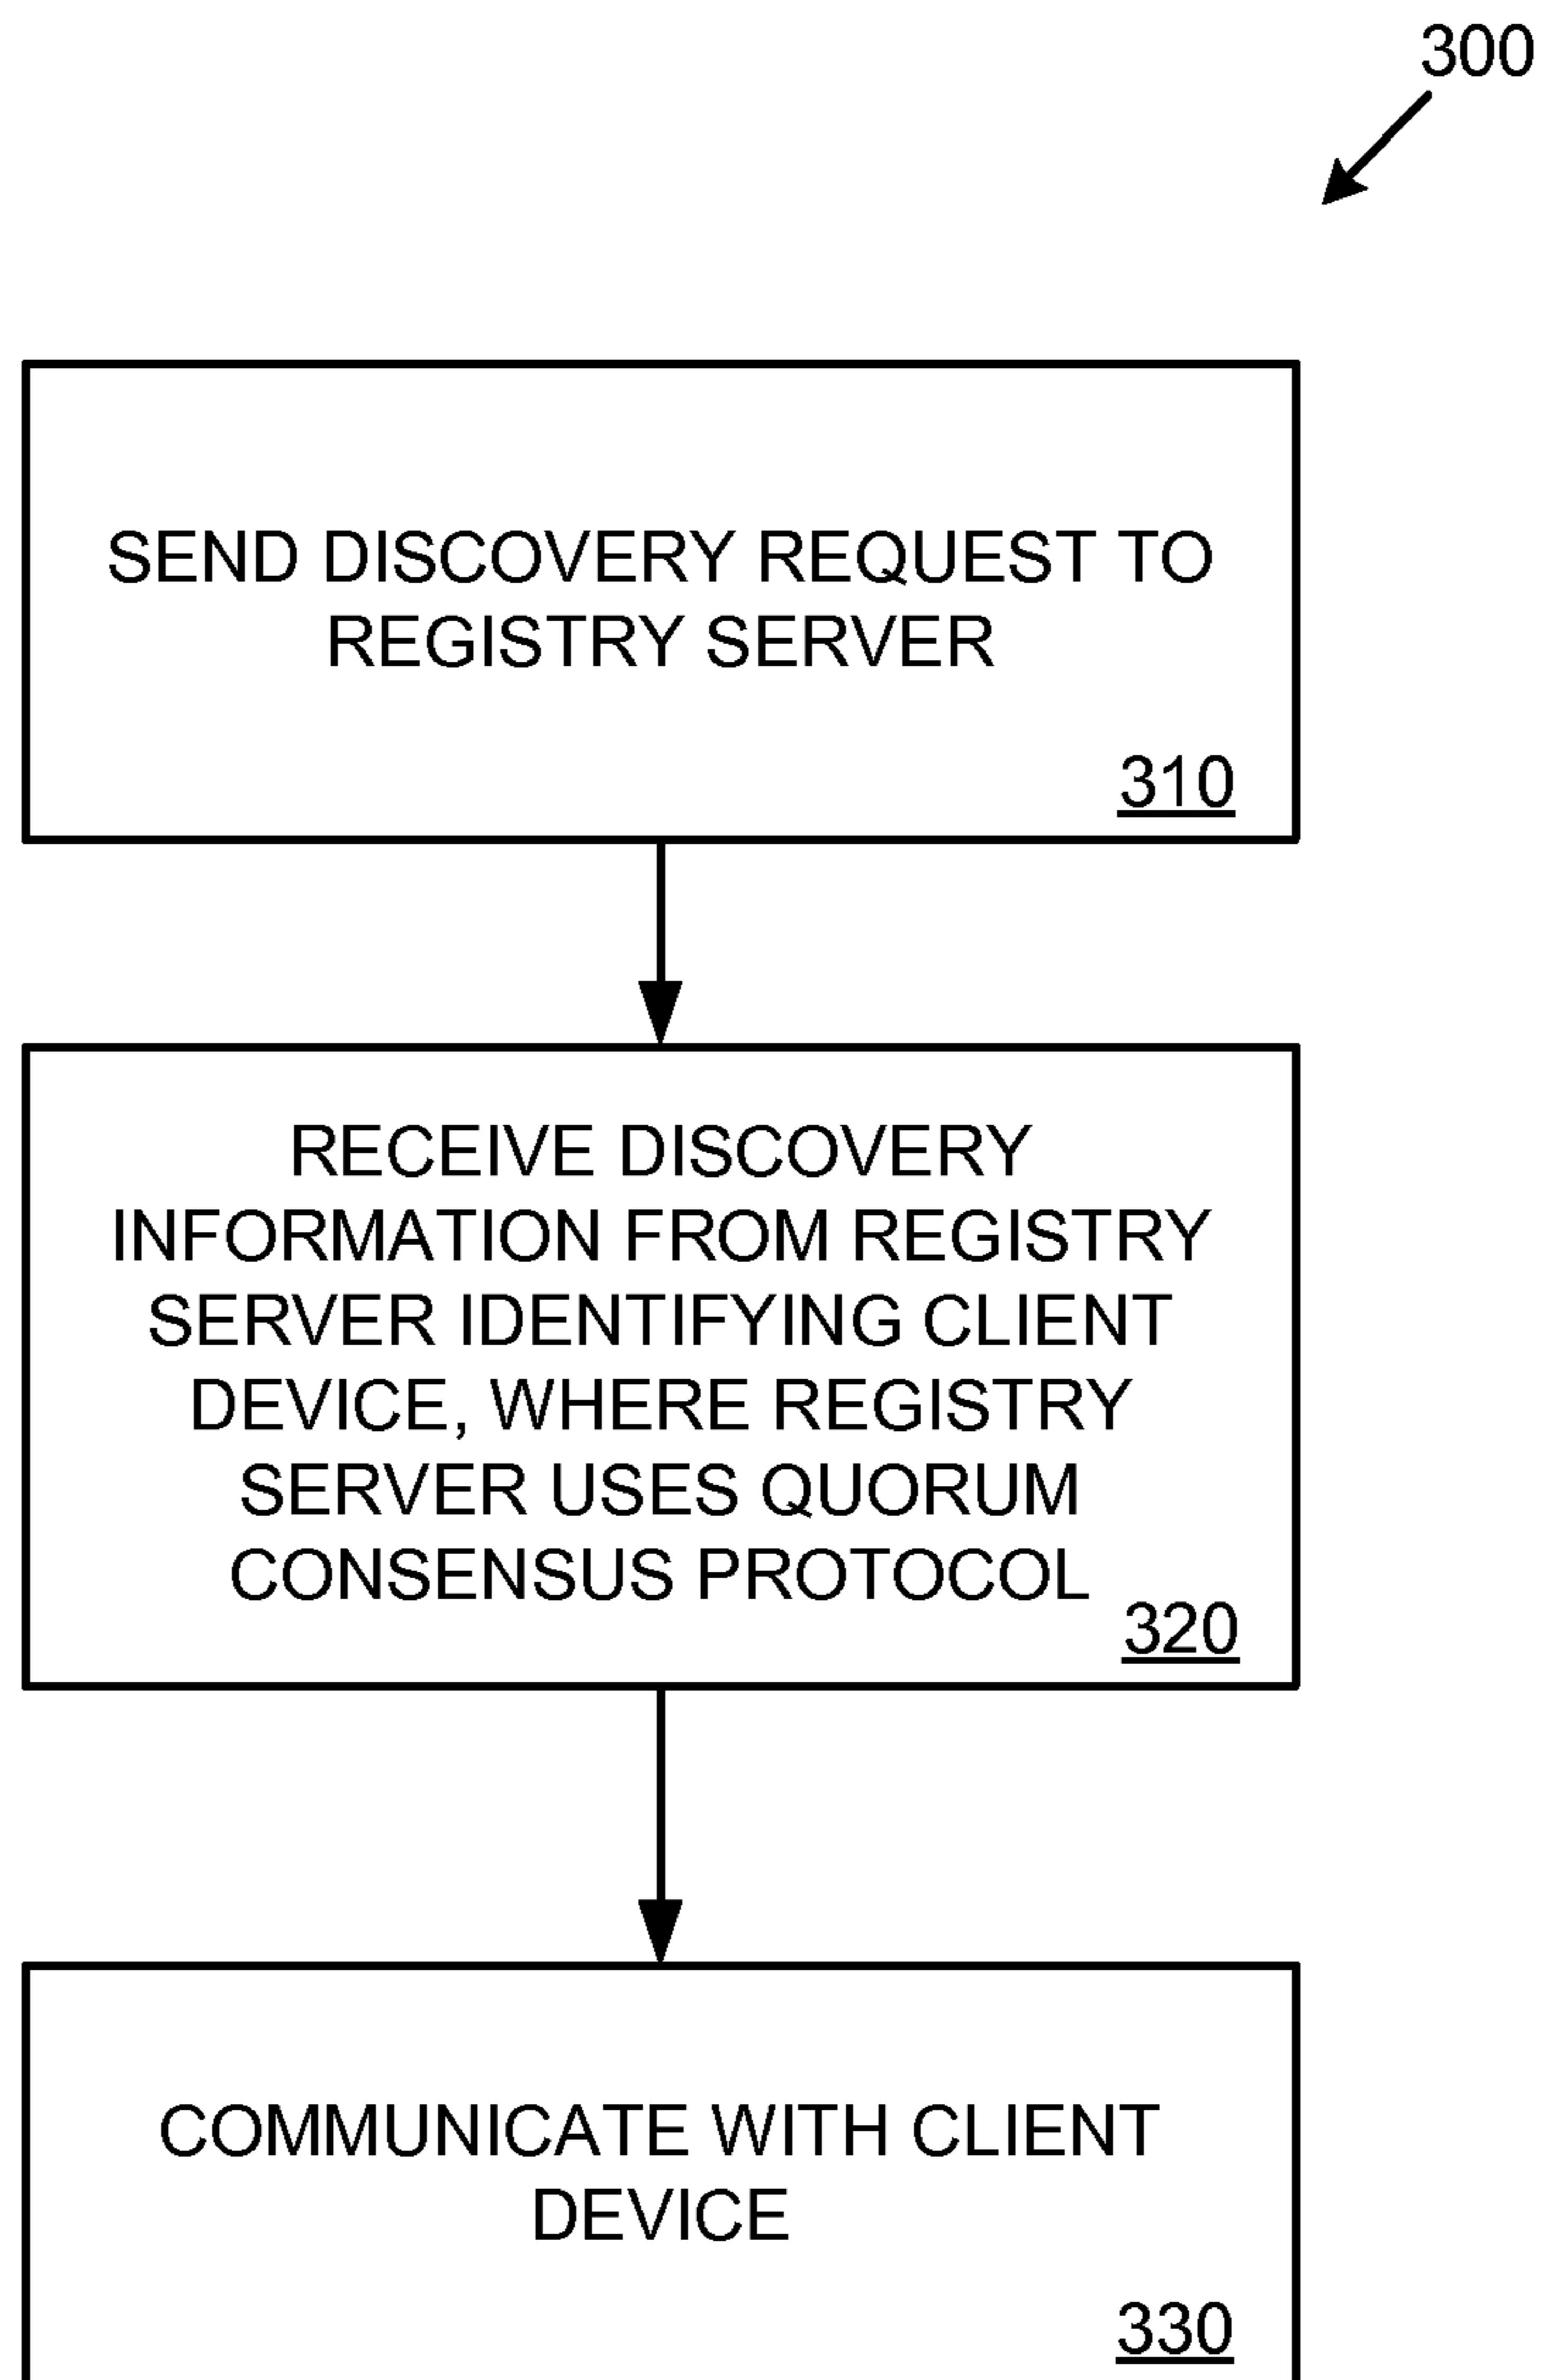 300
SEND DISCOVERY REQUEST TO
REGISTRY SERVER
310
RECEIVE DISCOVERY
INFORMATION FROM REGISTRY
SERVER IDENTIFYING CLIENT
DEVICE, WHERE REGISTRY
SERVER USES QUORUM
CONSENSUS PROTOCOL
320
COMMUNICATE WITH CLIENT
DEVICE
330